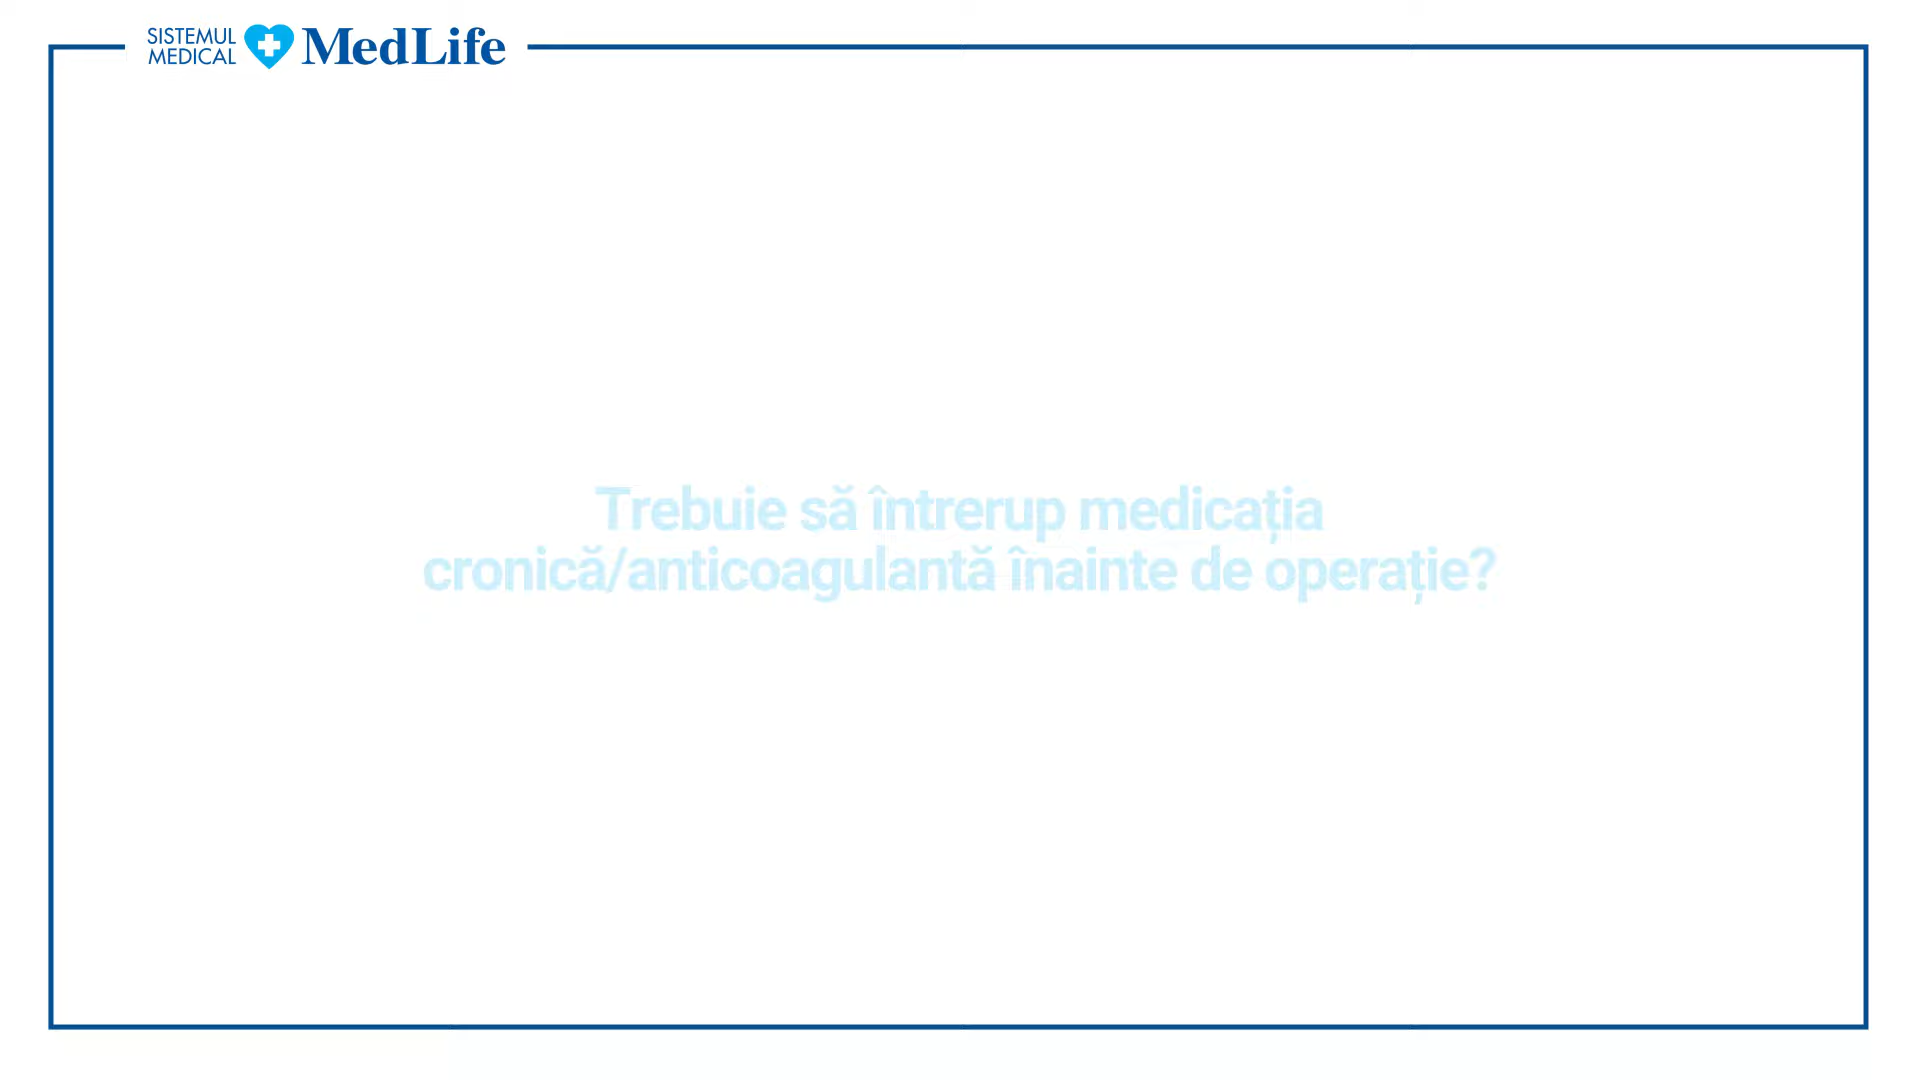 SISTEMUL
MEDICAL
MedLife
Trebuie să întrerup medicația
cronică/anticoagulantă înainte de operație?